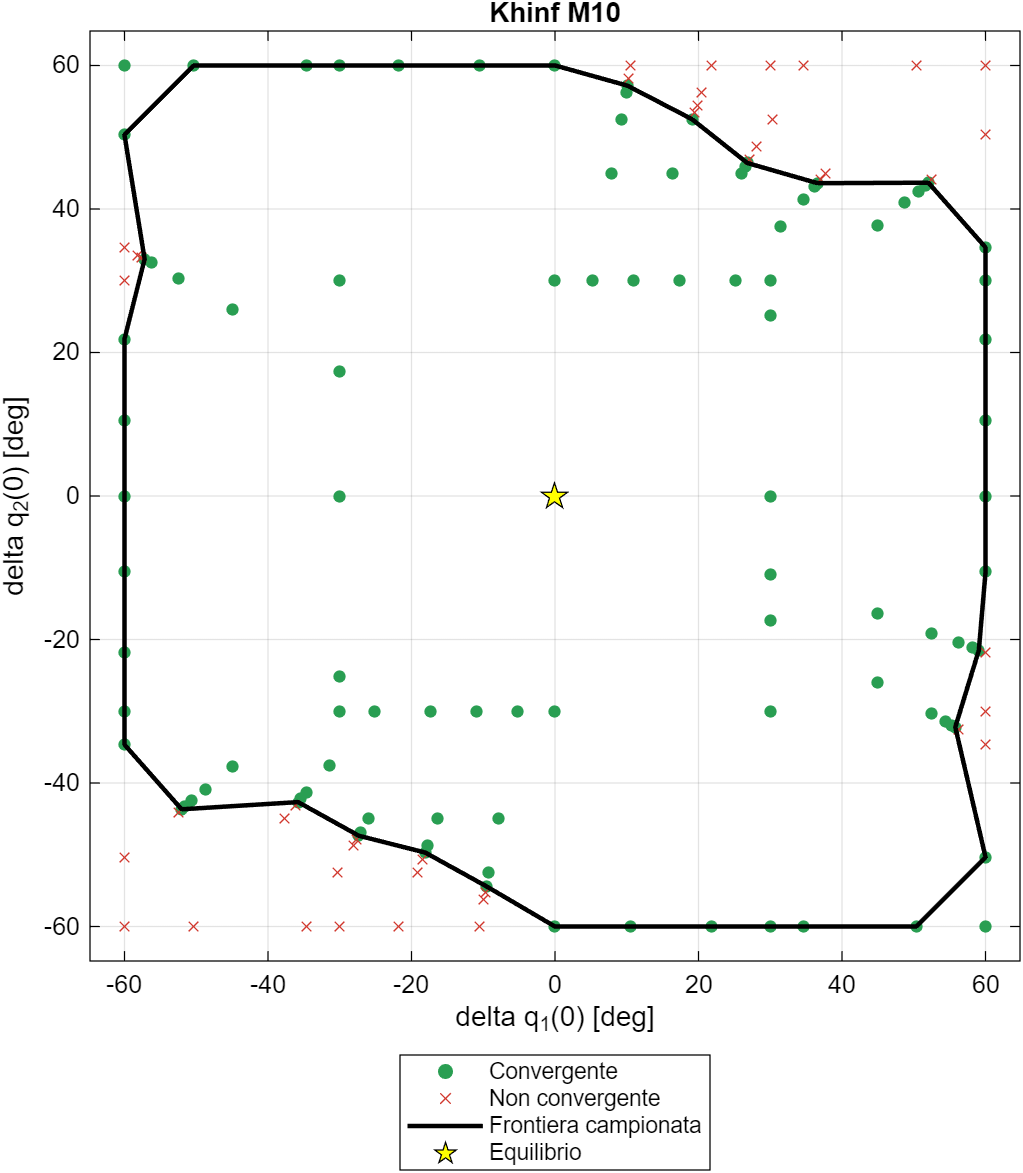 Khinf M10
60
40
20
0
-20
-40
-60
delta q₂(0) [deg]
-60 -40 -20 0 20 40 60
delta q₁(0) [deg]
Convergente
Non convergente
Frontiera campionata
Equilibrio